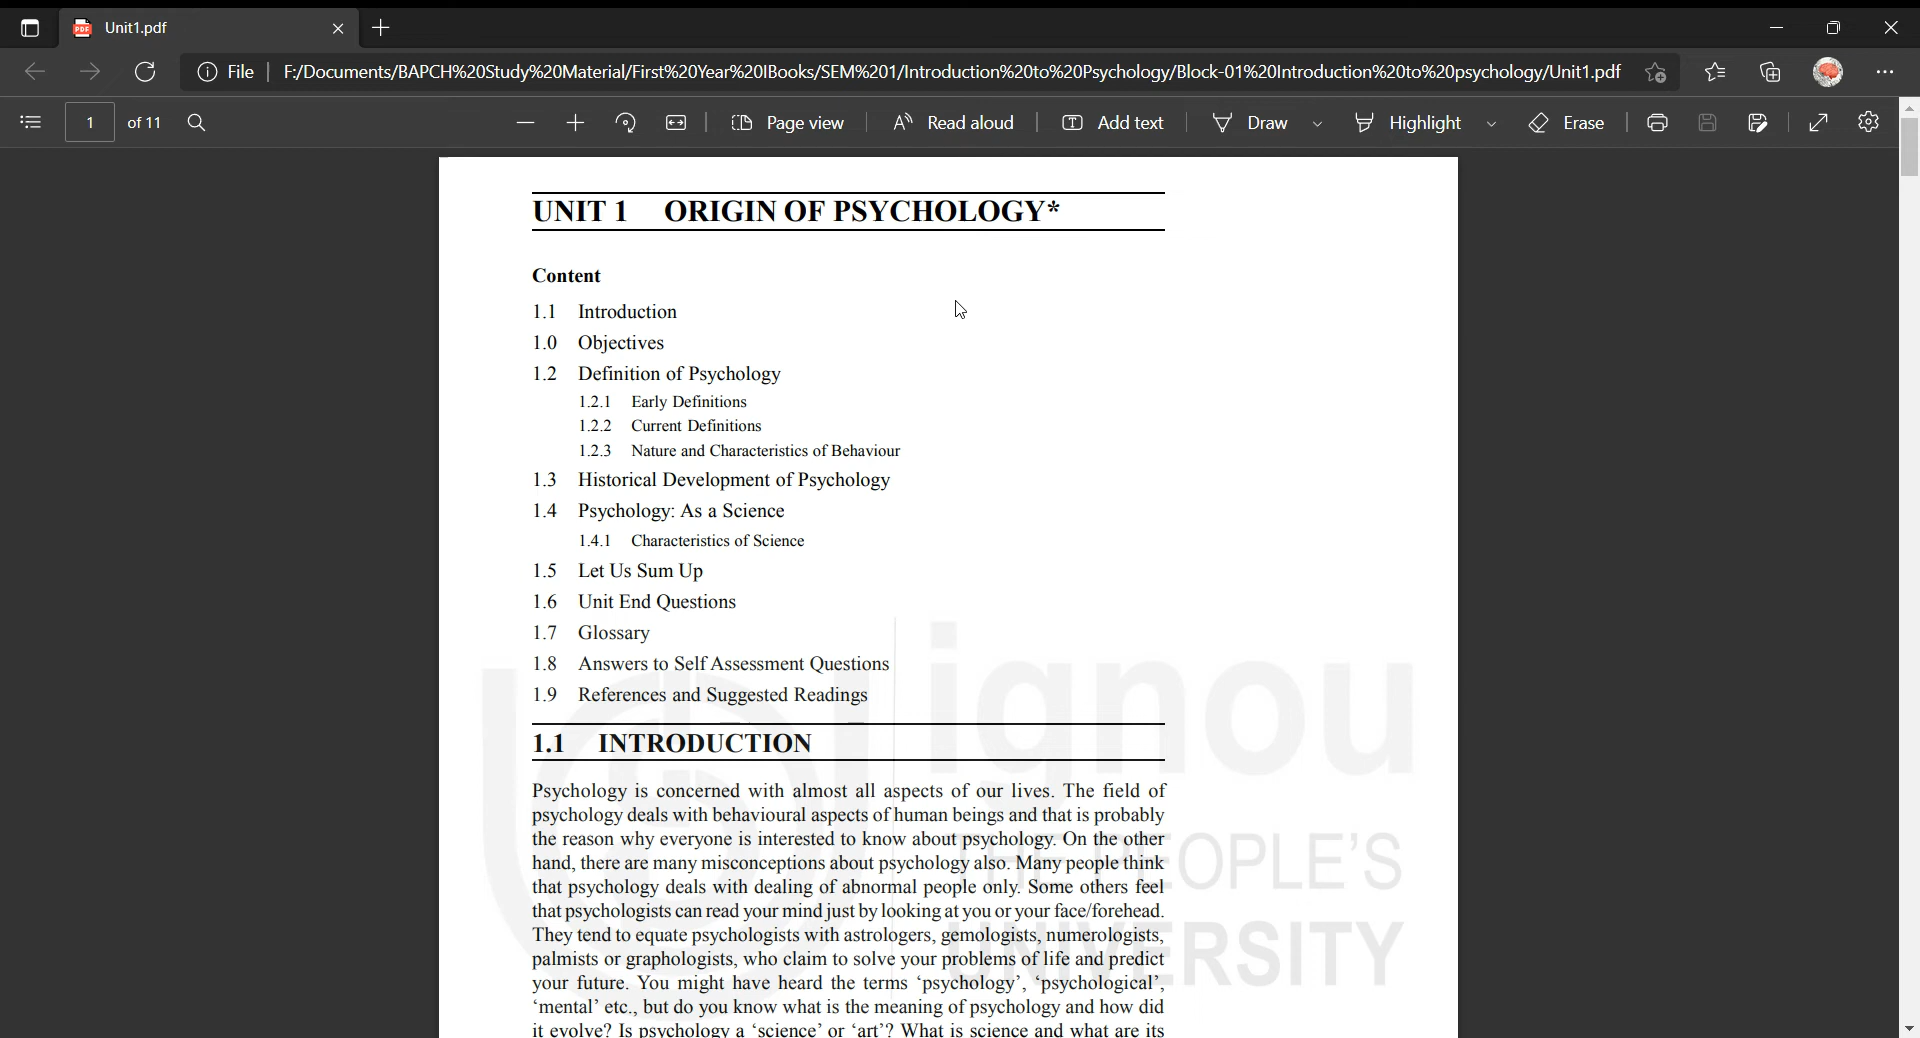 Unit1.pdf
File F:/Documents/BAPCH%20Study%20Material/First%20Year%20IBooks/SEM%201/Introduction%20to%20Psychology/Block-01%20Introduction%20to%20psychology/Unit1.pdf
1 of 11 Page view Read aloud Add text Draw Highlight Erase
UNIT 1 ORIGIN OF PSYCHOLOGY*
Content
1.1 Introduction
1.0 Objectives
1.2 Definition of Psychology
1.2.1 Early Definitions
1.2.2 Current Definitions
1.2.3 Nature and Characteristics of Behaviour
1.3 Historical Development of Psychology
1.4 Psychology: As a Science
1.4.1 Characteristics of Science
1.5 Let Us Sum Up
1.6 Unit End Questions
1.7 Glossary
1.8 Answers to Self Assessment Questions
1.9 References and Suggested Readings
1.1 INTRODUCTION
Psychology is concerned with almost all aspects of our lives. The field of
psychology deals with behavioural aspects of human beings and that is probably
the reason why everyone is interested to know about psychology. On the other
hand, there are many misconceptions about psychology also. Many people think
that psychology deals with dealing of abnormal people only. Some others feel
that psychologists can read your mind just by looking at you or your face/forehead.
They tend to equate psychologists with astrologers, gemologists, numerologists,
palmists or graphologists, who claim to solve your problems of life and predict
your future. You might have heard the terms ‘psychology’, ‘psychological’,
‘mental’ etc., but do you know what is the meaning of psychology and how did
it evolve? Is psychology a ‘science’ or ‘art’? What is science and what are its
ignou
THE PEOPLE'S
UNIVERSITY